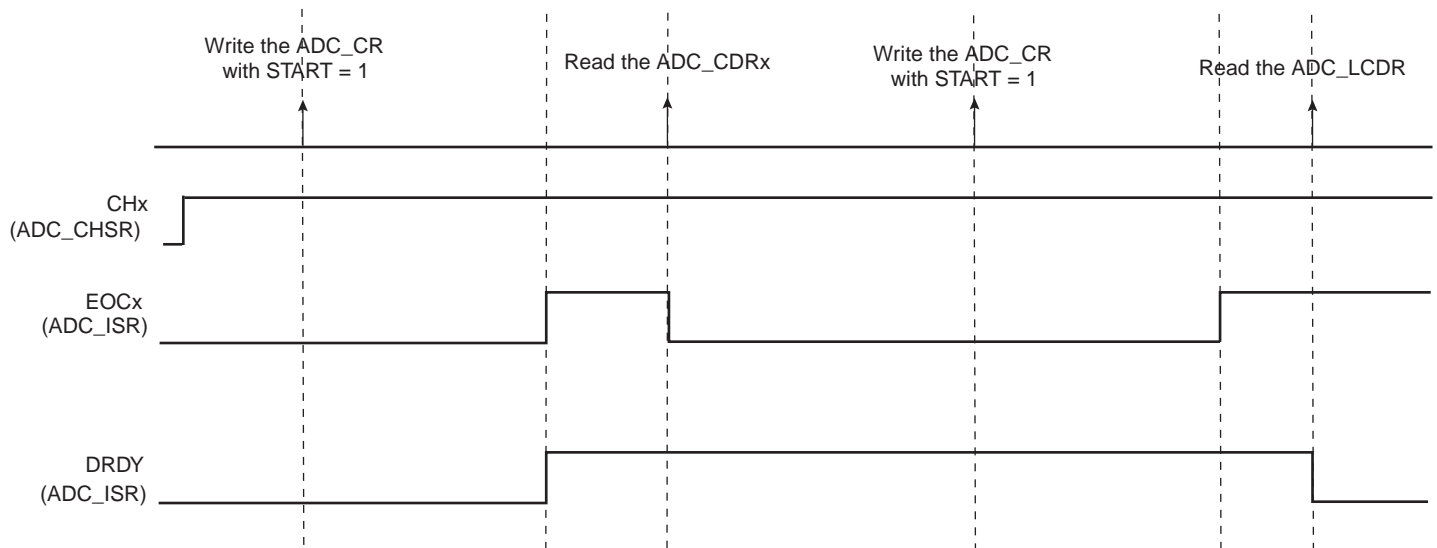 Write the ADC_CR
with START = 1
Read the ADC_CDRx
Write the ADC_CR
with START = 1
Read the ADC_LCDR
CHx
(ADC_CHSR)
EOCx
(ADC_ISR)
DRDY
(ADC_ISR)